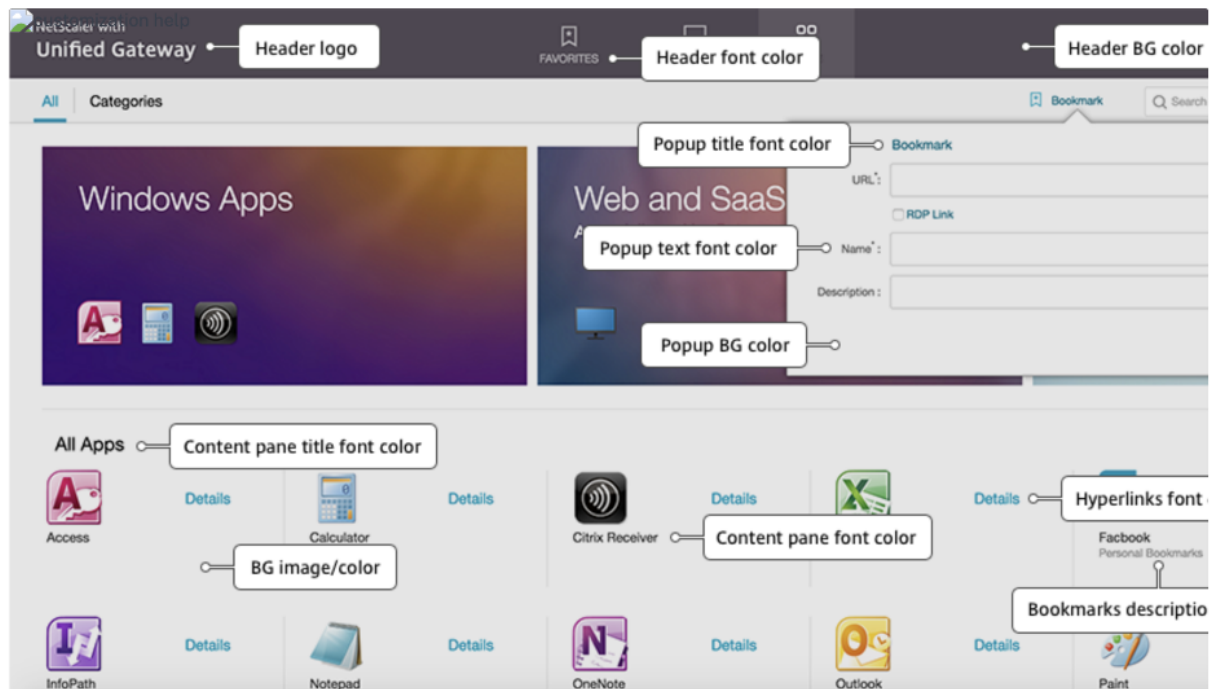 customization help
NetScaler with
Unified Gateway
Header logo
FAVORITES
Header font color
Header BG color
All
Categories
Bookmark
Search
Popup title font color
Bookmark
URL*:
RDP Link
Windows Apps
Web and SaaS
A
Popup text font color
Name* :
Description :
Popup BG color
All Apps
Content pane title font color
Details
Details
Details
Details
Hyperlinks font
Access
Calculator
Citrix Receiver
Content pane font color
Facbook
Personal Bookmarks
BG image/color
Bookmarks descriptio
Details
Details
Details
Details
InfoPath
Notepad
OneNote
Outlook
Paint